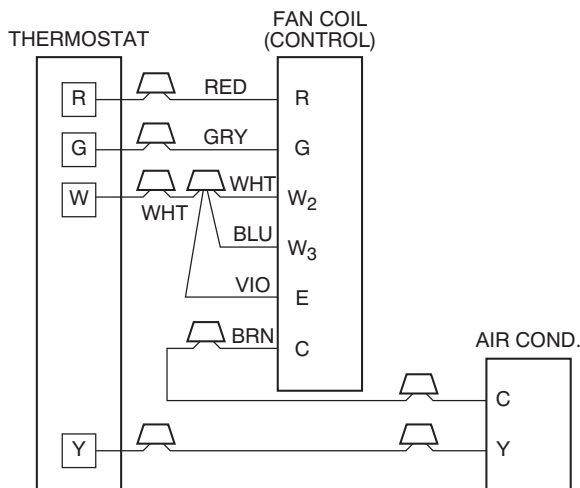 FAN COIL
(CONTROL)
THERMOSTAT
R RED R
G GRY G
W WHT WHT W2
BLU W3
VIO E
BRN C
AIR COND.
C
Y Y